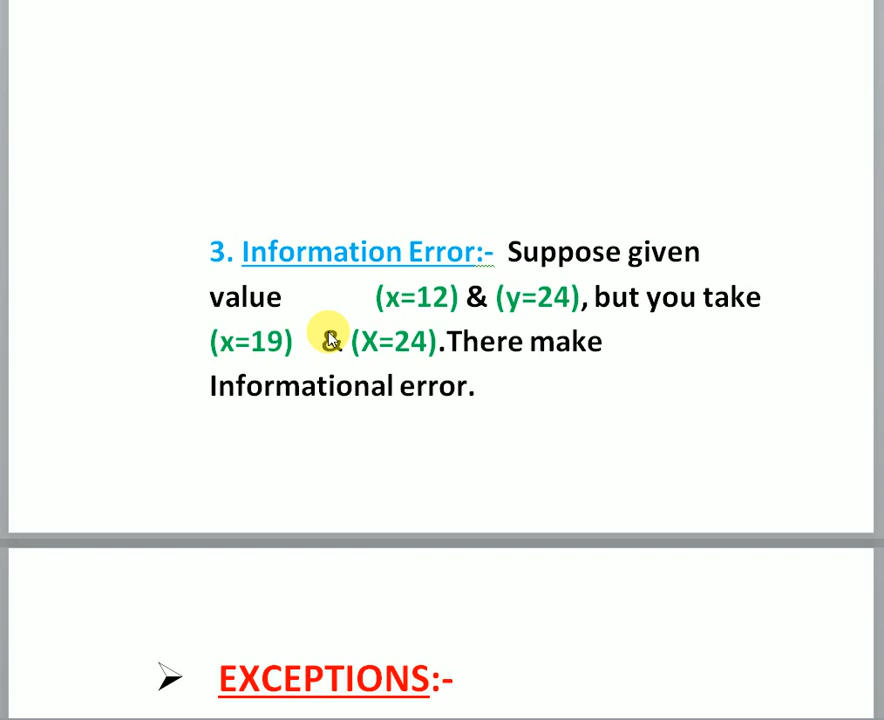 3. Information Error:- Suppose given
value (x=12) & (y=24), but you take
(x=19) & (X=24).There make
Informational error.
EXCEPTIONS:-